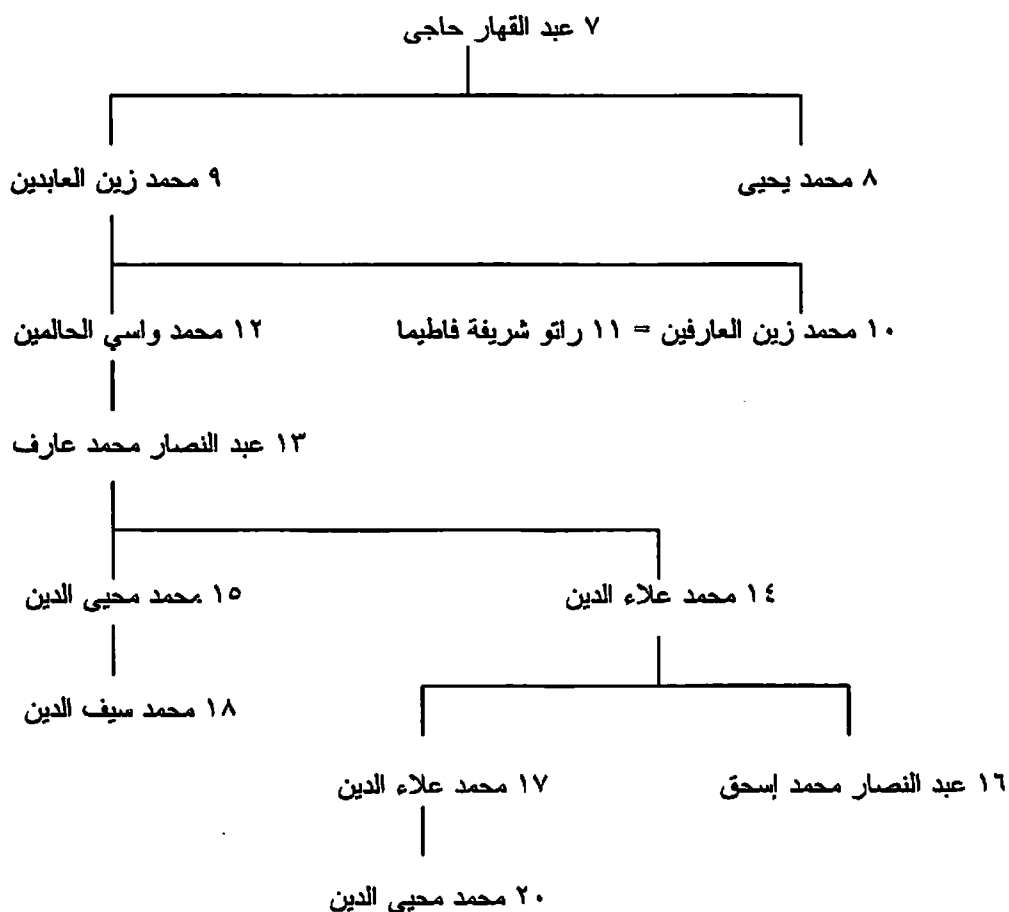 ٧ عبد القهار حاجى
٨ محمد يحيى
٩ محمد زين العابدين
١٠ محمد زين العارفين = ١١ راتو شريفة فاطيما
١٢ محمد واسي الحالمين
١٣ عبد النصار محمد عارف
١٤ محمد علاء الدين
١٥ محمد محيى الدين
١٨ محمد سيف الدين
١٦ عبد النصار محمد إسحق
١٧ محمد علاء الدين
٢٠ محمد محيي الدين